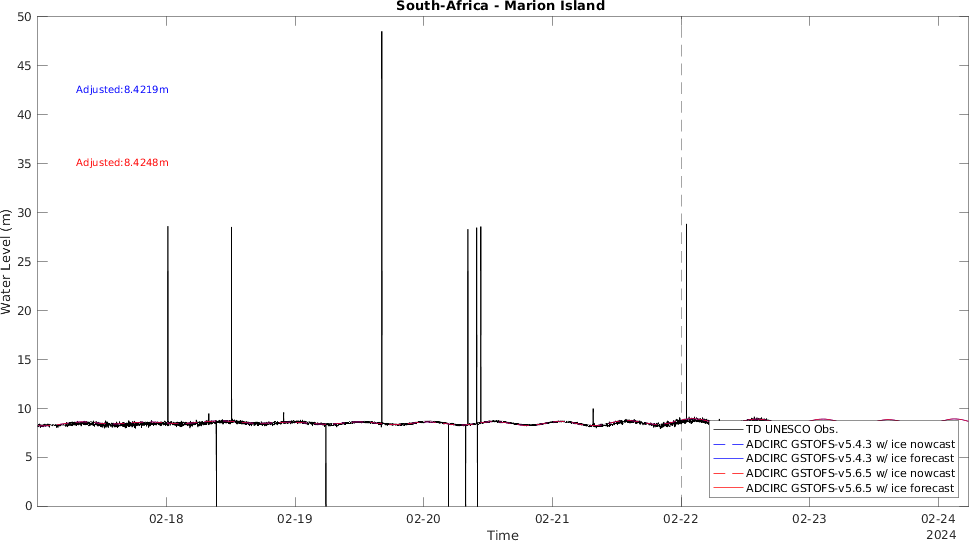 South-Africa - Marion Island
50
45
40
35
30
25
20
15
10
5
0
Water Level (m)
Adjusted:8.4219m
Adjusted:8.4248m
TD UNESCO Obs.
ADCIRC GSTOFS-v5.4.3 w/ ice nowcast
ADCIRC GSTOFS-v5.4.3 w/ ice forecast
ADCIRC GSTOFS-v5.6.5 w/ ice nowcast
ADCIRC GSTOFS-v5.6.5 w/ ice forecast
02-18 02-19 02-20 02-21 02-22 02-23 02-24
2024
Time